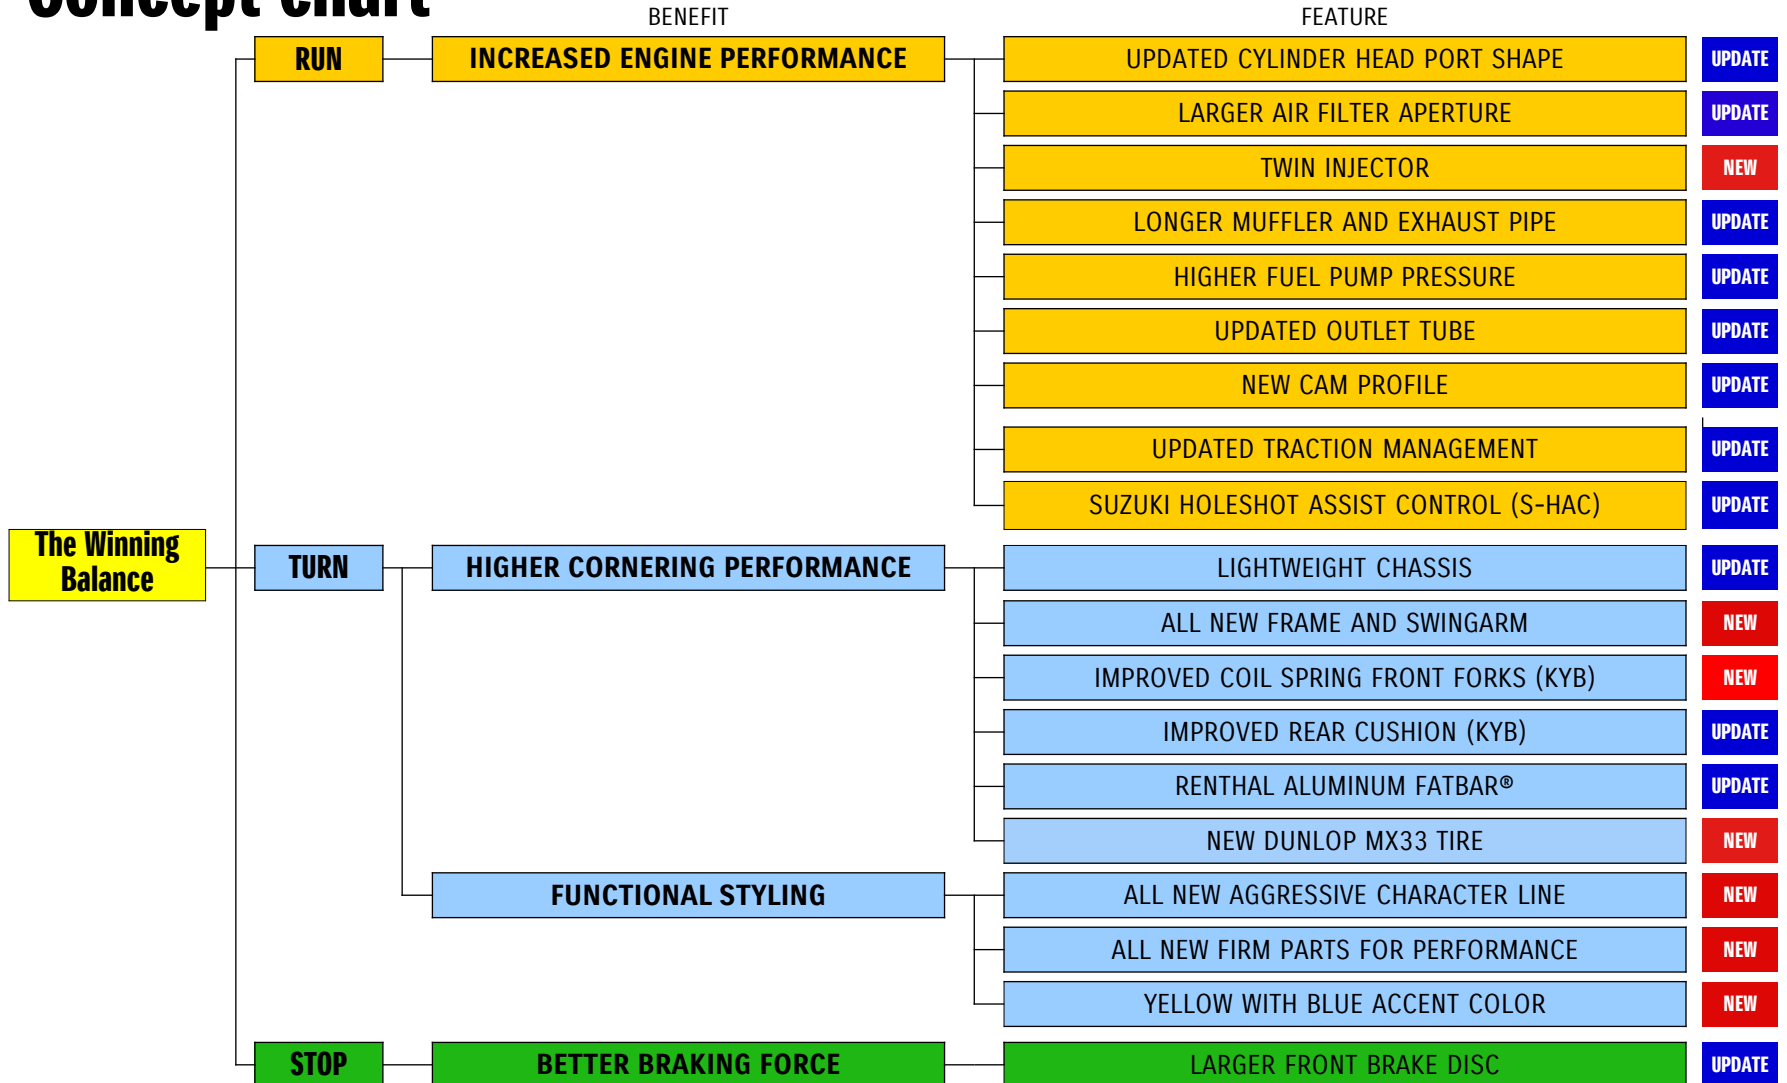 Concept Chart
BENEFIT
FEATURE
RUN
INCREASED ENGINE PERFORMANCE
UPDATED CYLINDER HEAD PORT SHAPE
UPDATE
LARGER AIR FILTER APERTURE
UPDATE
TWIN INJECTOR
NEW
LONGER MUFFLER AND EXHAUST PIPE
UPDATE
HIGHER FUEL PUMP PRESSURE
UPDATE
UPDATED OUTLET TUBE
UPDATE
NEW CAM PROFILE
UPDATE
UPDATED TRACTION MANAGEMENT
UPDATE
SUZUKI HOLESHOT ASSIST CONTROL (S-HAC)
UPDATE
The Winning
Balance
TURN
HIGHER CORNERING PERFORMANCE
LIGHTWEIGHT CHASSIS
UPDATE
ALL NEW FRAME AND SWINGARM
NEW
IMPROVED COIL SPRING FRONT FORKS (KYB)
NEW
IMPROVED REAR CUSHION (KYB)
UPDATE
RENTHAL ALUMINUM FATBAR®
UPDATE
NEW DUNLOP MX33 TIRE
NEW
FUNCTIONAL STYLING
ALL NEW AGGRESSIVE CHARACTER LINE
NEW
ALL NEW FIRM PARTS FOR PERFORMANCE
NEW
YELLOW WITH BLUE ACCENT COLOR
NEW
STOP
BETTER BRAKING FORCE
LARGER FRONT BRAKE DISC
UPDATE